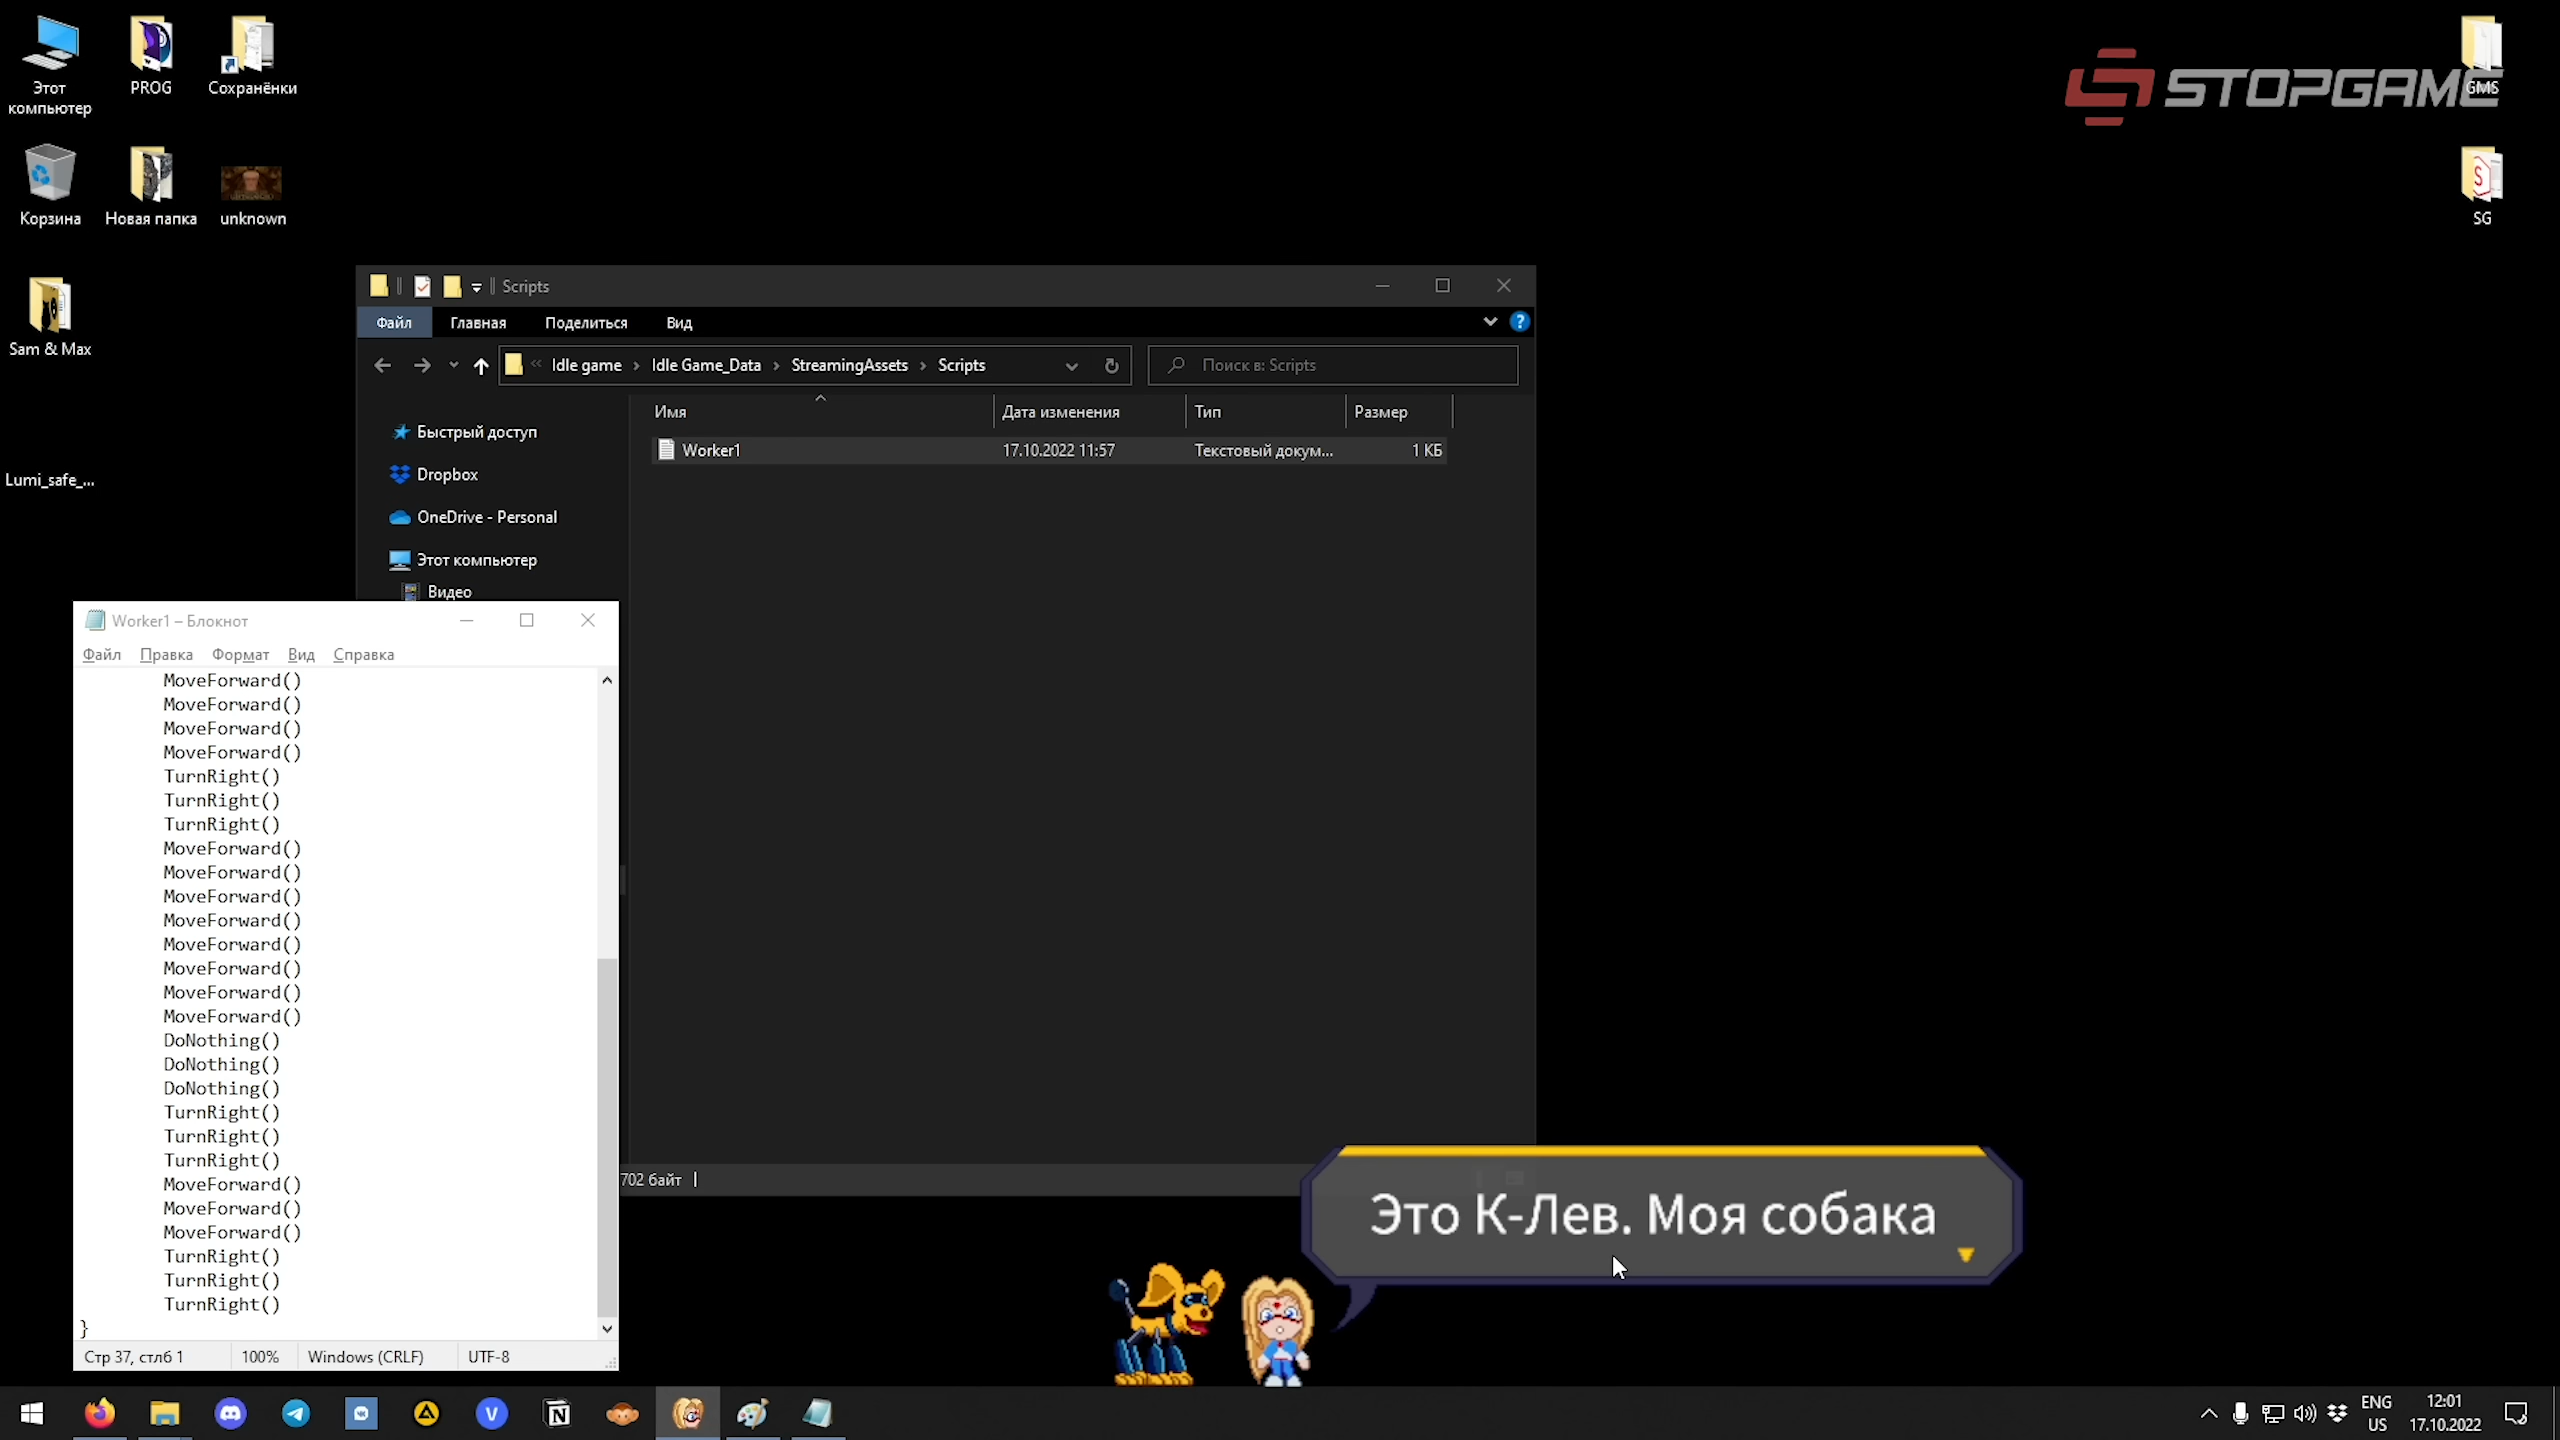 Этот
компьютер
PROG
Сохранёнки
STOPGAME
GMS
Корзина
Новая папка
unknown
SG
Sam & Max
Lumi_safe_...
Scripts
Файл
Главная
Поделиться
Вид
Idle game
Idle Game_Data
StreamingAssets
Scripts
Поиск в: Scripts
Имя
Дата изменения
Тип
Размер
Worker1
17.10.2022 11:57
Текстовый докум...
1 КБ
Быстрый доступ
Dropbox
OneDrive - Personal
Этот компьютер
Видео
702 байт
Worker1 – Блокнот
Файл
Правка
Формат
Вид
Справка
MoveForward()
MoveForward()
MoveForward()
MoveForward()
TurnRight()
TurnRight()
TurnRight()
MoveForward()
MoveForward()
MoveForward()
MoveForward()
MoveForward()
MoveForward()
MoveForward()
MoveForward()
DoNothing()
DoNothing()
DoNothing()
TurnRight()
TurnRight()
TurnRight()
MoveForward()
MoveForward()
MoveForward()
TurnRight()
TurnRight()
TurnRight()
}
Стр 37, стлб 1
100%
Windows (CRLF)
UTF-8
Это К-Лев. Моя собака
ENG
US
12:01
17.10.2022